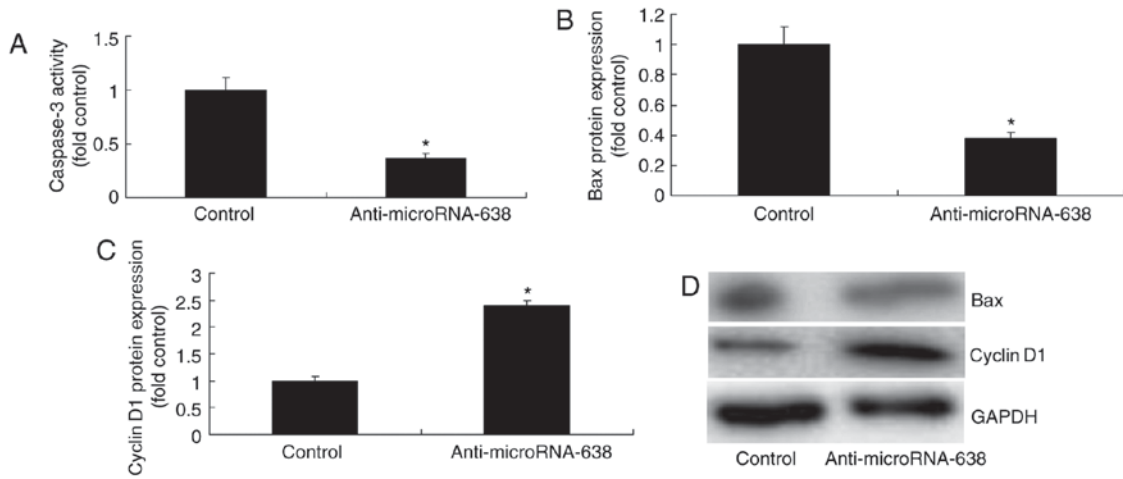 A
Caspase-3 activity
(fold control)
1.5
1
0.5
0
*
Control
Anti-microRNA-638
B
Bax protein expression
(fold control)
1.4
1.2
1
0.8
0.6
0.4
0.2
0
*
Control
Anti-microRNA-638
C
Cyclin D1 protein expression
(fold control)
3
2.5
2
1.5
1
0.5
0
*
Control
Anti-microRNA-638
D
Bax
Cyclin D1
GAPDH
Control
Anti-microRNA-638